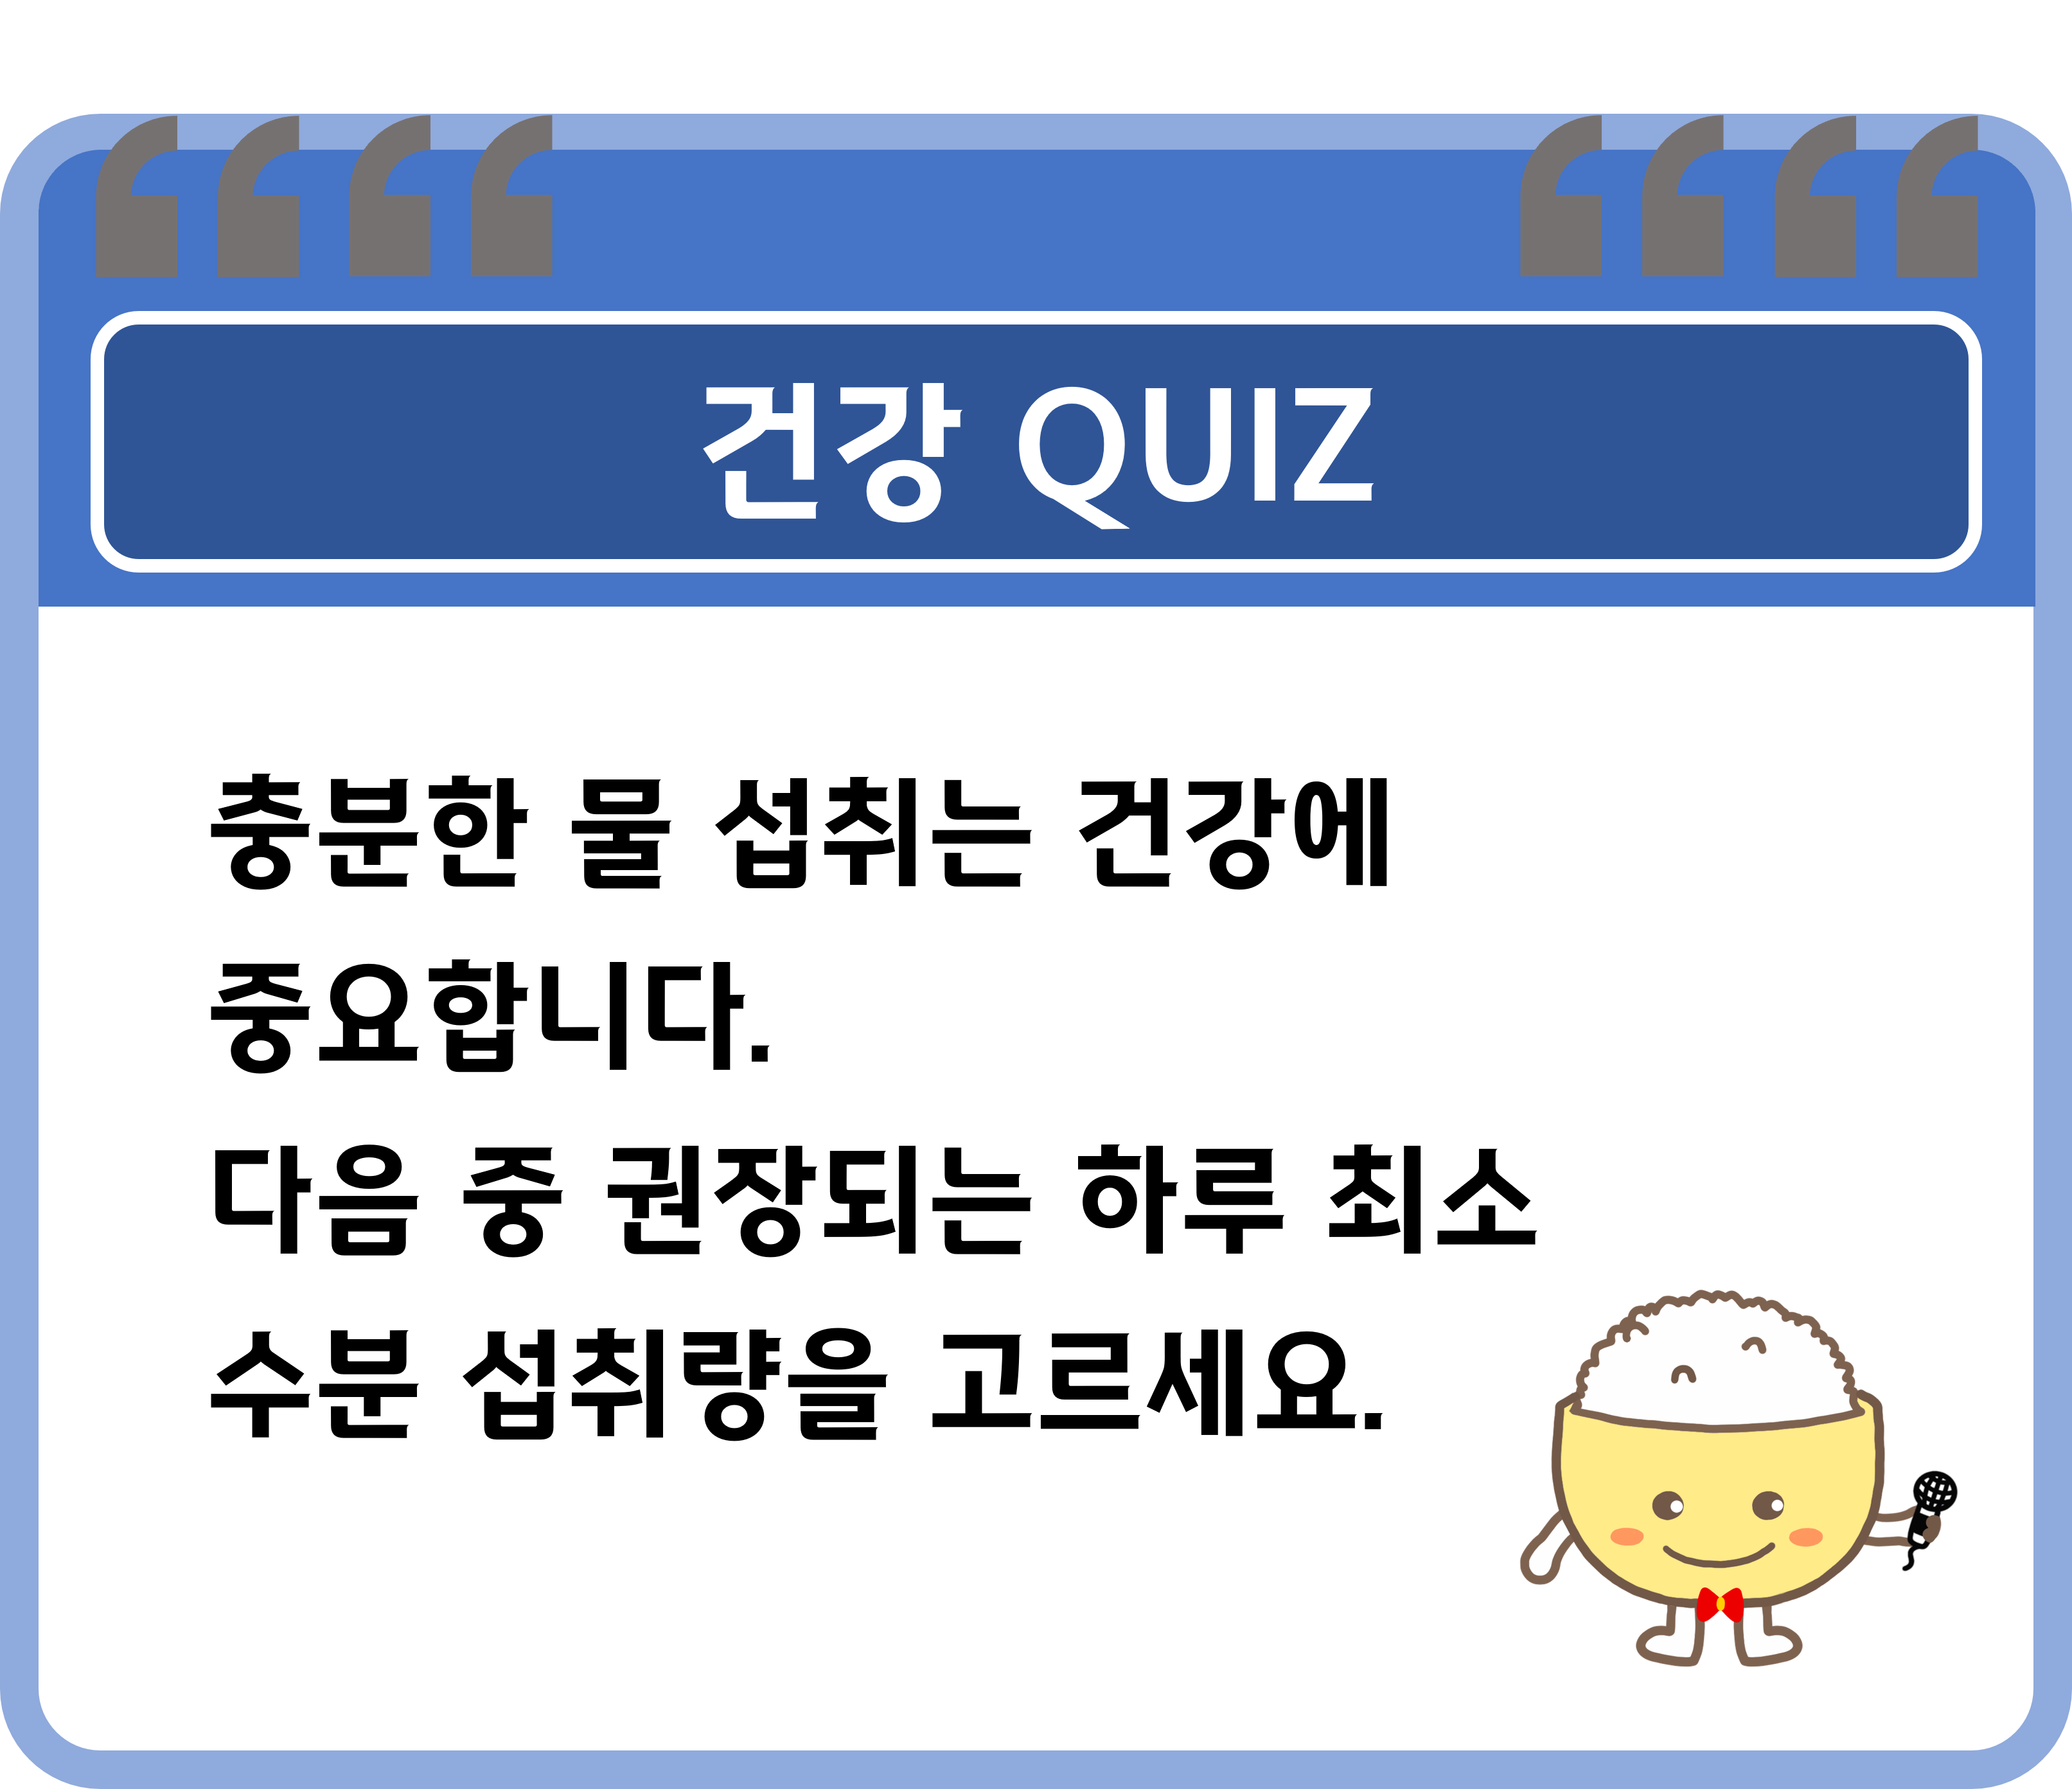 건강 QUIZ
충분한 물 섭취는 건강에
중요합니다.
다음 중 권장되는 하루 최소
수분 섭취량을 고르세요.